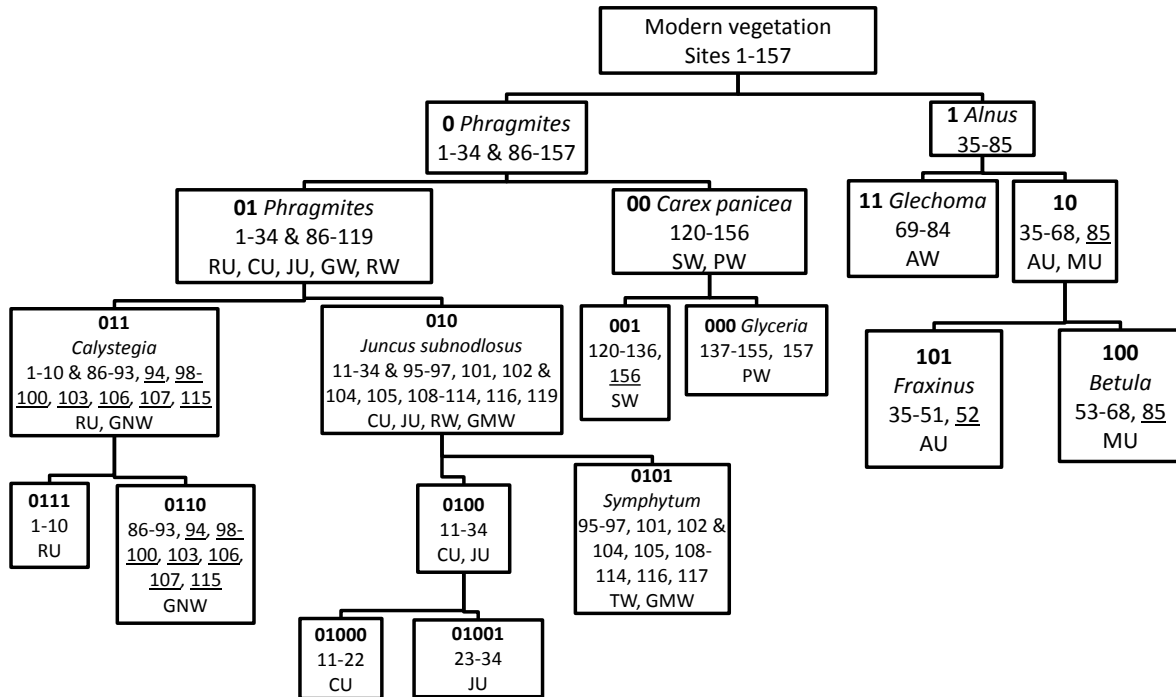 Modern vegetation
Sites 1-157
0 Phragmites
1-34 & 86-157
1 Alnus
35-85
01 Phragmites
1-34 & 86-119
RU, CU, JU, GW, RW
00 Carex panicea
120-156
SW, PW
11 Glechoma
69-84
AW
10
35-68, 85
AU, MU
011
Calystegia
1-10 & 86-93, 94, 98-
100, 103, 106, 107, 115
RU, GNW
010
Juncus subnodlosus
11-34 & 95-97, 101, 102 &
104, 105, 108-114, 116, 119
CU, JU, RW, GMW
001
120-136,
156
SW
000 Glyceria
137-155, 157
PW
101
Fraxinus
35-51, 52
AU
100
Betula
53-68, 85
MU
0111
1-10
RU
0110
86-93, 94, 98-
100, 103, 106,
107, 115
GNW
0100
11-34
CU, JU
0101
Symphytum
95-97, 101, 102 &
104, 105, 108-
114, 116, 117
TW, GMW
01000
11-22
CU
01001
23-34
JU